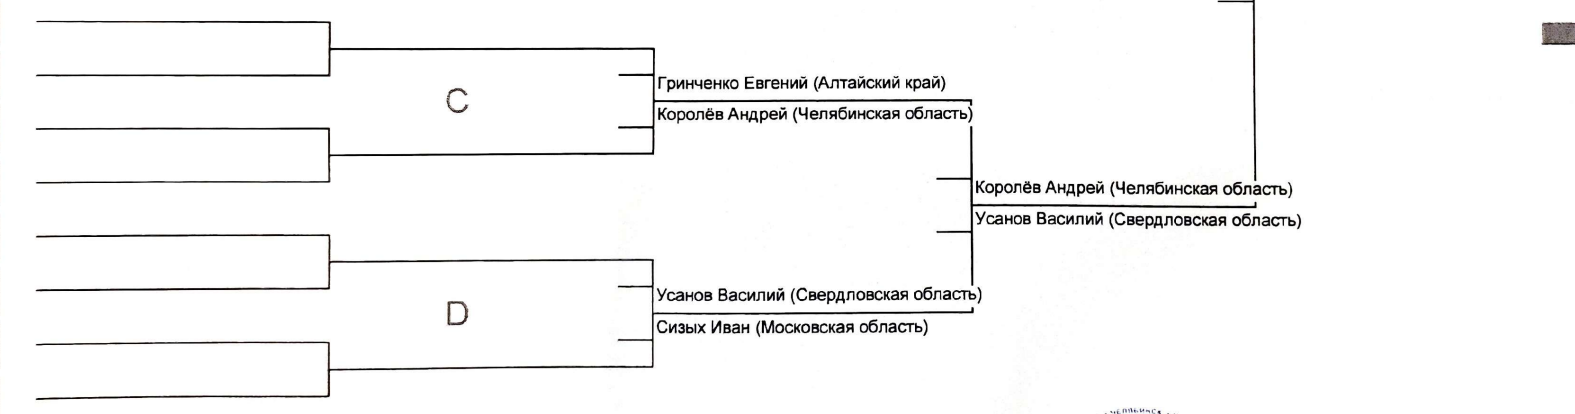 Гринченко Евгений (Алтайский край)
C
Королёв Андрей (Челябинская область)
Королёв Андрей (Челябинская область)
Усанов Василий (Свердловская область)
Усанов Василий (Свердловская область)
D
Сизых Иван (Московская область)